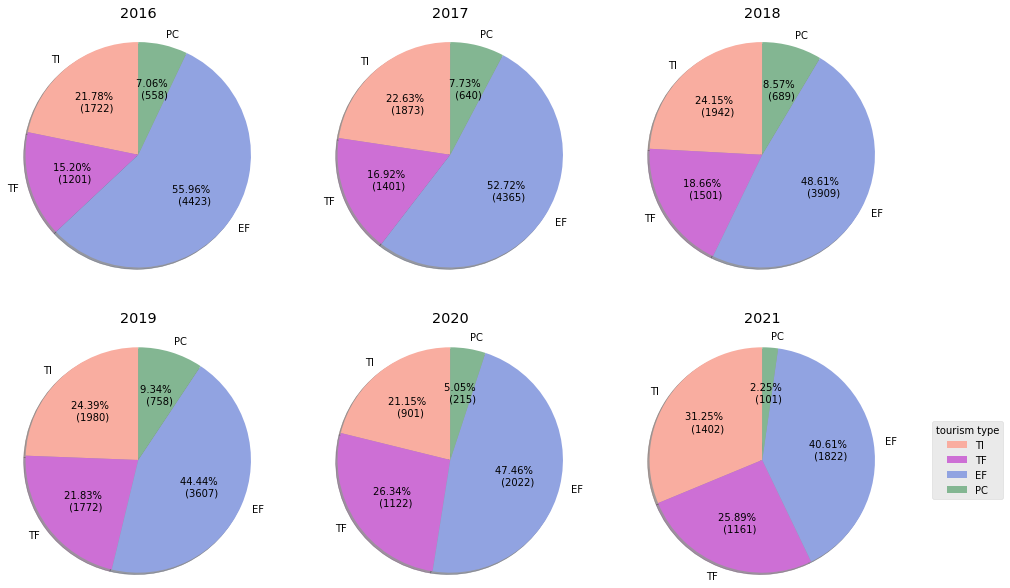 2016
PC
TI
7.06%
(558)
21.78%
(1722)
15.20%
(1201)
TF
55.96%
(4423)
EF
2017
PC
TI
7.73%
(640)
22.63%
(1873)
16.92%
(1401)
TF
52.72%
(4365)
EF
2018
PC
TI
8.57%
(689)
24.15%
(1942)
18.66%
(1501)
TF
48.61%
(3909)
EF
2019
PC
TI
9.34%
(758)
24.39%
(1980)
21.83%
(1772)
TF
44.44%
(3607)
EF
2020
PC
TI
5.05%
(215)
21.15%
(901)
26.34%
(1122)
TF
47.46%
(2022)
EF
2021
PC
TI
2.25%
(101)
31.25%
(1402)
25.89%
(1161)
TF
40.61%
(1822)
EF
tourism type
TI
TF
EF
PC